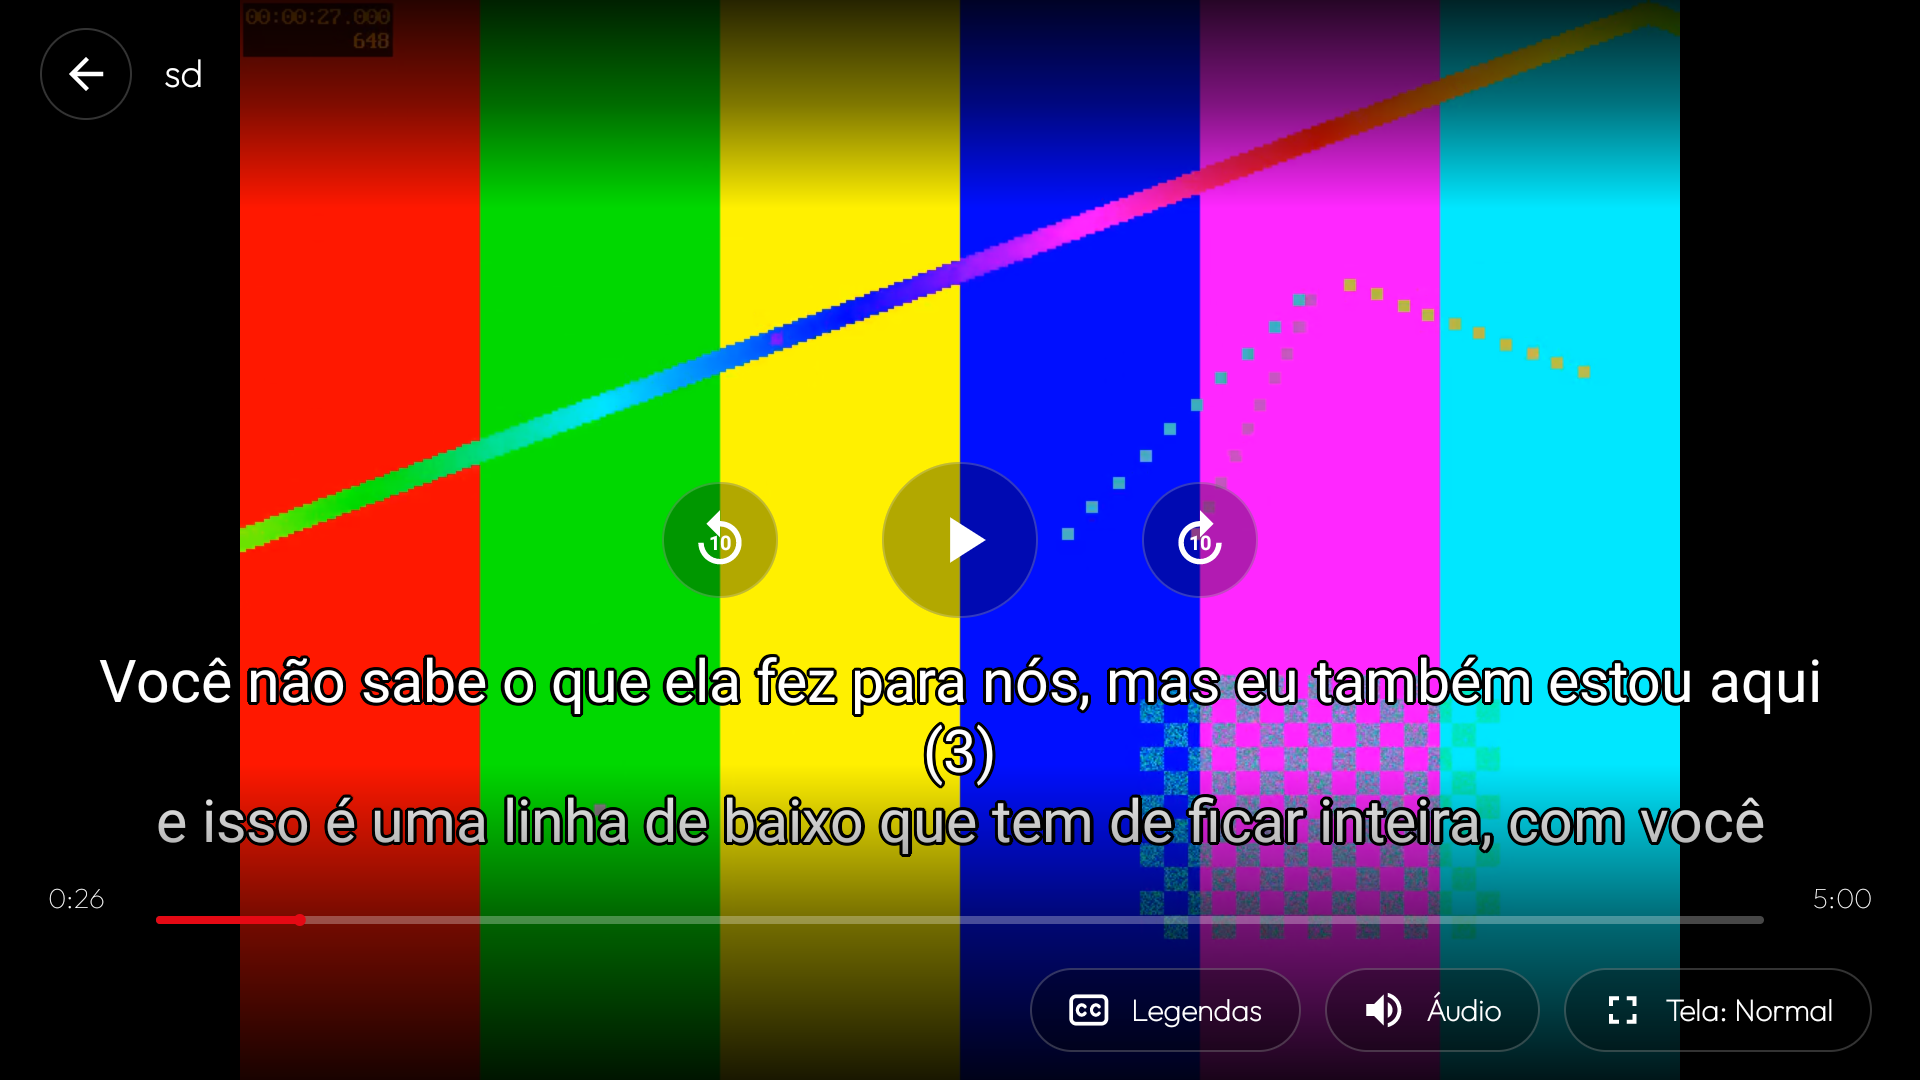 00:00:27.000
648
sd
10
10
Você não sabe o que ela fez para nós, mas eu também estou aqui
(3)
e isso é uma linha de baixo que tem de ficar inteira, com você
0:26
5:00
CC
Legendas
Áudio
Tela: Normal